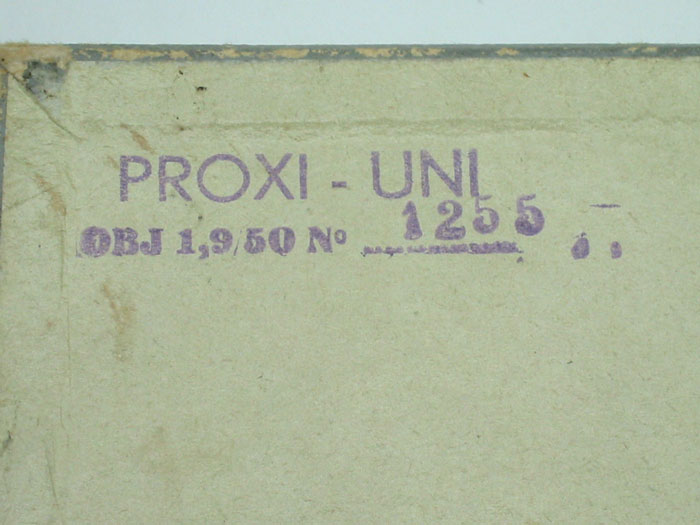 PROXI - UNI
OBJ 1,9/50 Nº 1255